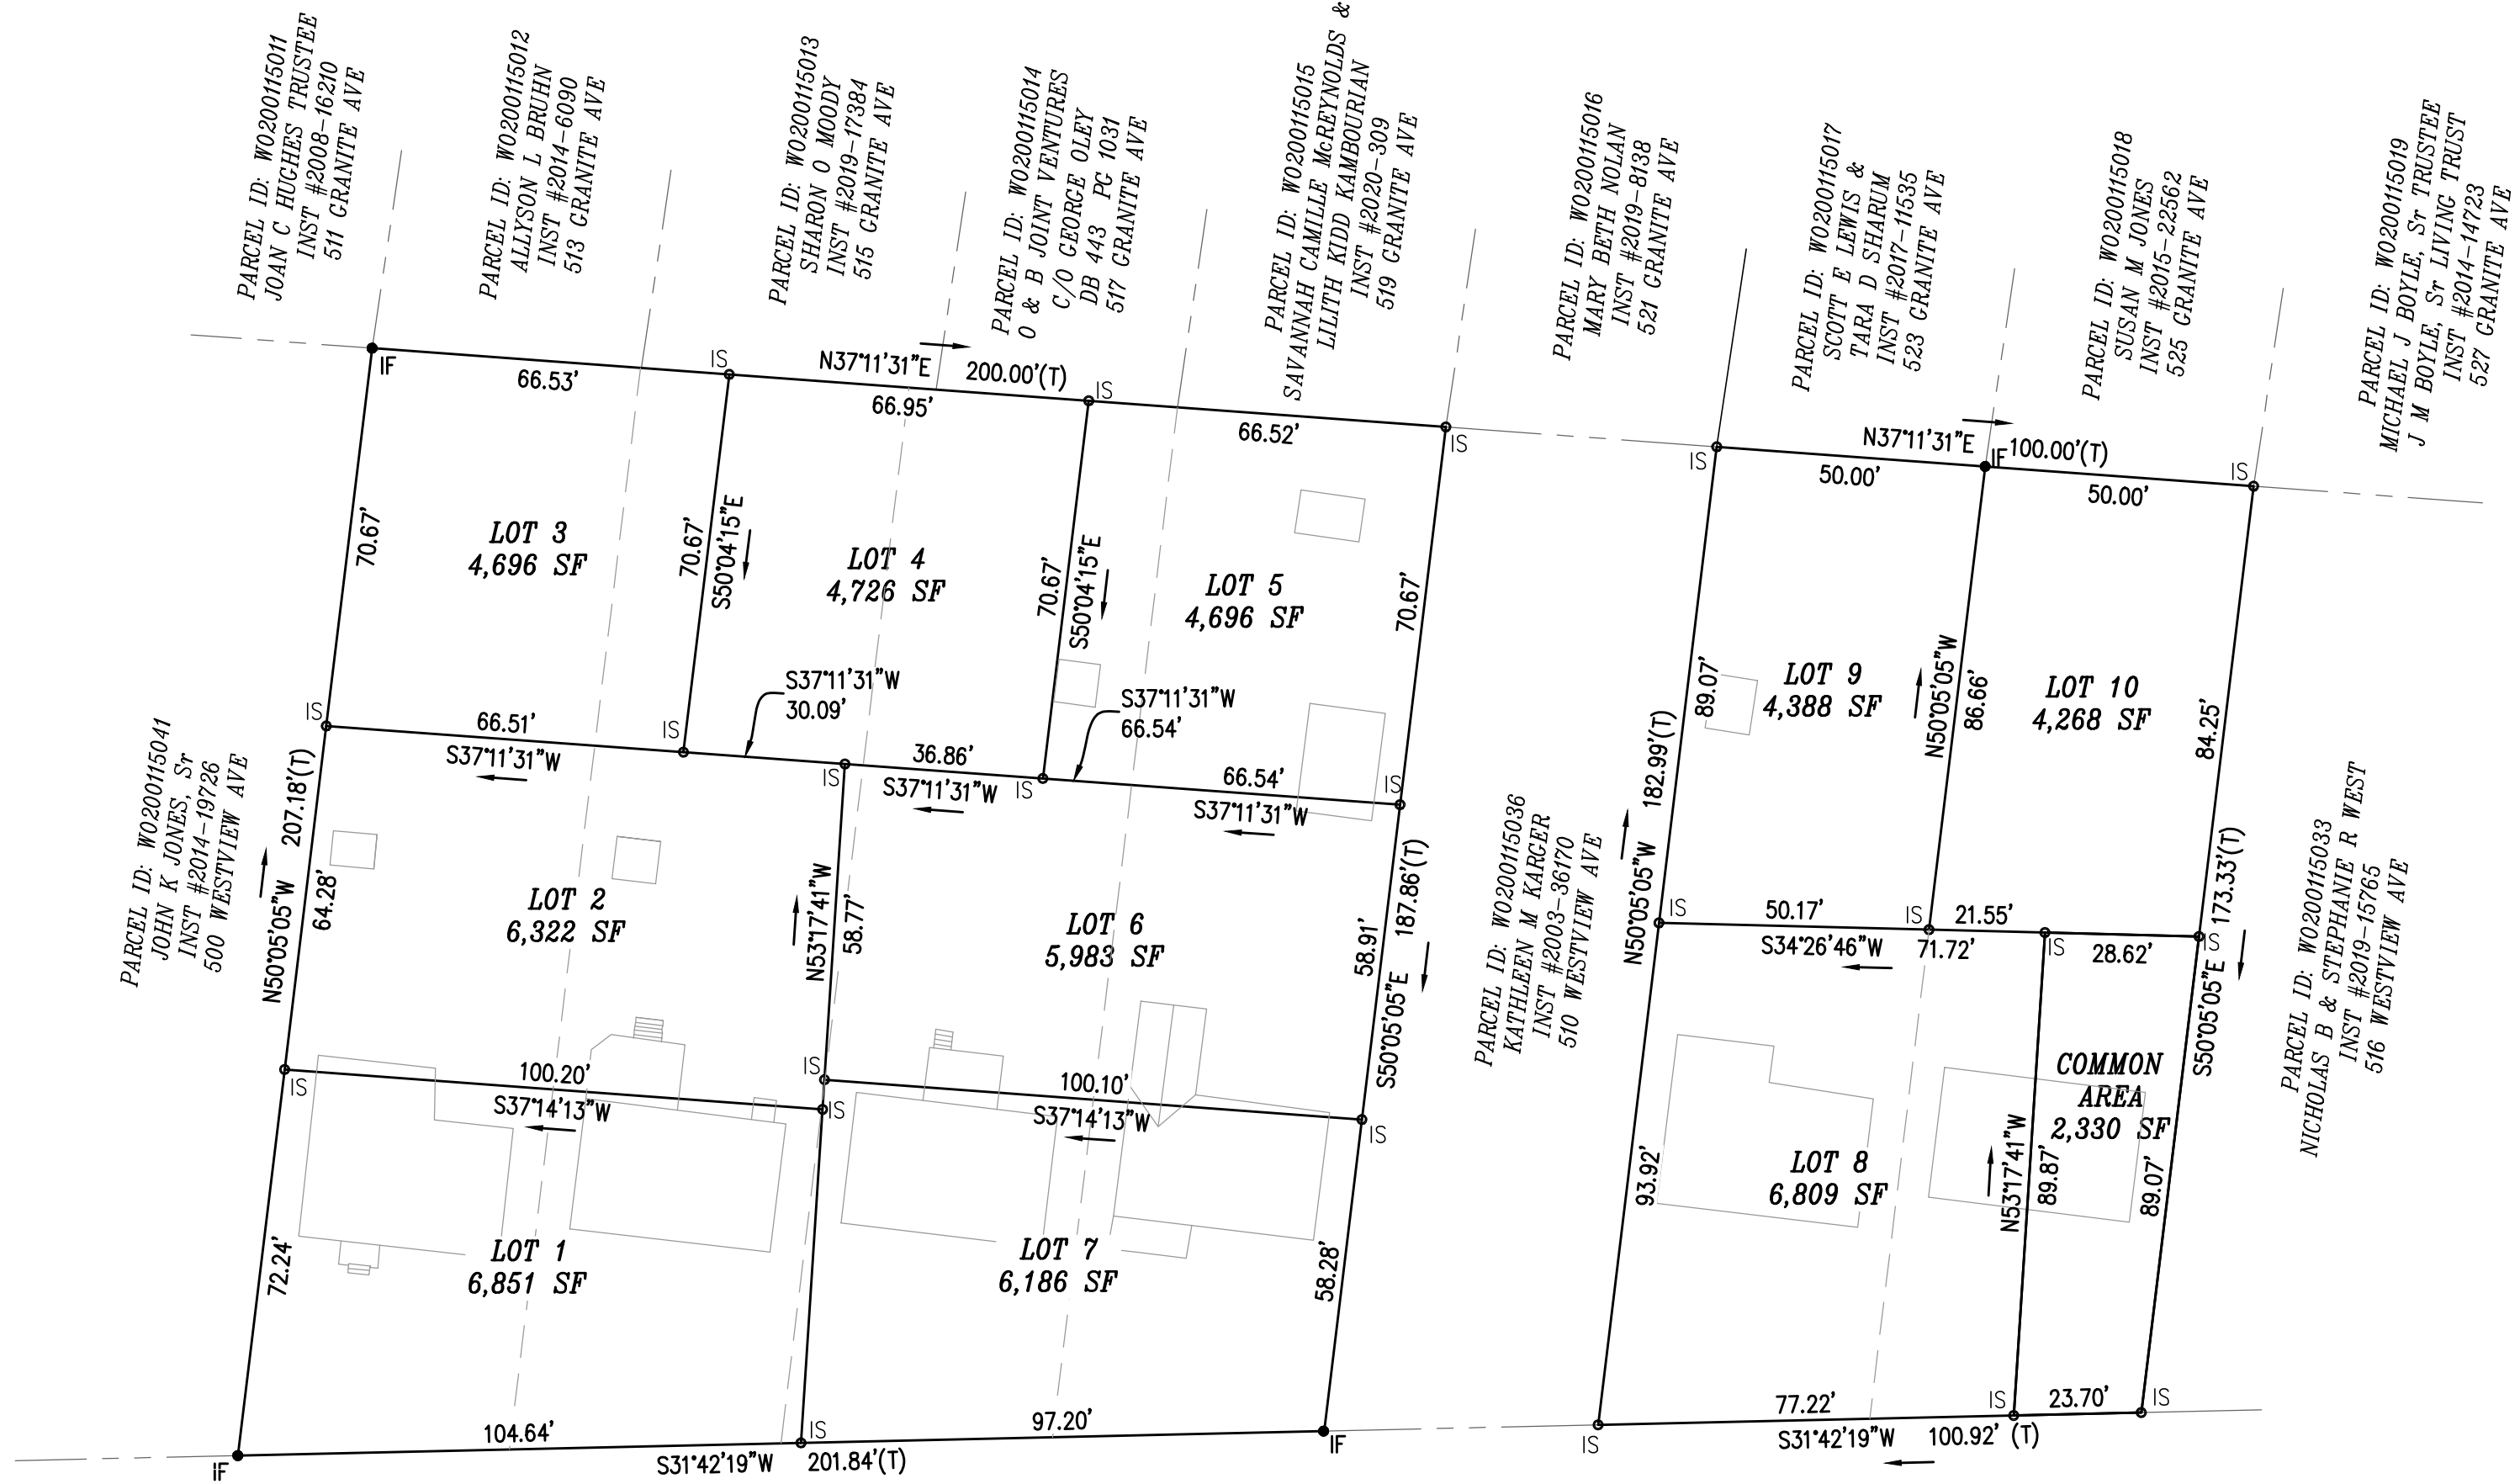 PARCEL ID: W0200115011
JOAN C HUGHES TRUSTEE
INST #2008-16210
511 GRANITE AVE
PARCEL ID: W0200115012
ALLYSON L BRUHN
INST #2014-6090
513 GRANITE AVE
PARCEL ID: W0200115013
SHARON O MOODY
INST #2019-17384
515 GRANITE AVE
PARCEL ID: W0200115014
O & B JOINT VENTURES
C/O GEORGE OLEY
DB 443 PG 1031
517 GRANITE AVE
PARCEL ID: W0200115015
SAVANNAH CAMILLE McREYNOLDS &
LILITH KIDD KAMBOURIAN
INST #2020-309
519 GRANITE AVE
PARCEL ID: W0200115016
MARY BETH NOLAN
INST #2019-8138
521 GRANITE AVE
PARCEL ID: W0200115017
SCOTT E LEWIS &
TARA D SHARUM
INST #2017-11535
523 GRANITE AVE
PARCEL ID: W0200115018
SUSAN M JONES
INST #2015-22562
525 GRANITE AVE
PARCEL ID: W0200115019
MICHAEL J BOYLE, Sr TRUSTEE
J M BOYLE, Sr LIVING TRUST
INST #2014-14723
527 GRANITE AVE
IF
66.53'
IS
N37°11'31"E 200.00'(T)
66.95'
IS
66.52'
IS
IS
N37°11'31"E 100.00'(T)
50.00'
IF
50.00'
IS
70.67'
LOT 3
4,696 SF
70.67'
S50°04'15"E
LOT 4
4,726 SF
70.67'
S50°04'15"E
LOT 5
4,696 SF
70.67'
89.07'
LOT 9
4,388 SF
N50°05'05"W
86.66'
LOT 10
4,268 SF
84.25'
S37°11'31"W
30.09'
S37°11'31"W
66.54'
IS
66.51'
S37°11'31"W
IS
IS
36.86'
S37°11'31"W
IS
66.54'
S37°11'31"W
IS
PARCEL ID: W0200115041
JOHN K JONES, Sr
INST #2014-19726
500 WESTVIEW AVE
N50°05'05"W 207.18'(T)
64.28'
LOT 2
6,322 SF
N53°17'41"W
58.77'
LOT 6
5,983 SF
58.91'
S50°05'05"E 187.86'(T)
PARCEL ID: W0200115036
KATHLEEN M KARGER
INST #2003-36170
510 WESTVIEW AVE
N50°05'05"W 182.99'(T)
IS
50.17'
IS
21.55'
S34°26'46"W 71.72'
IS
28.62'
IS
S50°05'05"E 173.33'(T)
PARCEL ID: W0200115033
NICHOLAS B & STEPHANIE R WEST
INST #2019-15765
516 WESTVIEW AVE
IS
100.20'
S37°14'13"W
IS
IS
100.10'
S37°14'13"W
IS
72.24'
LOT 1
6,851 SF
LOT 7
6,186 SF
58.28'
93.92'
LOT 8
6,809 SF
N53°17'41"W
89.87'
COMMON
AREA
2,330 SF
89.07'
IF
104.64'
IS
97.20'
S31°42'19"W 201.84'(T)
IF
IS
77.22'
IS
23.70'
IS
S31°42'19"W 100.92' (T)